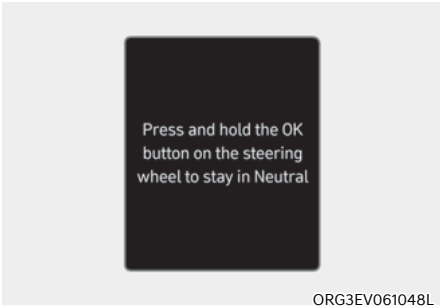 Press and hold the OK
button on the steering
wheel to stay in Neutral
ORG3EV061048L